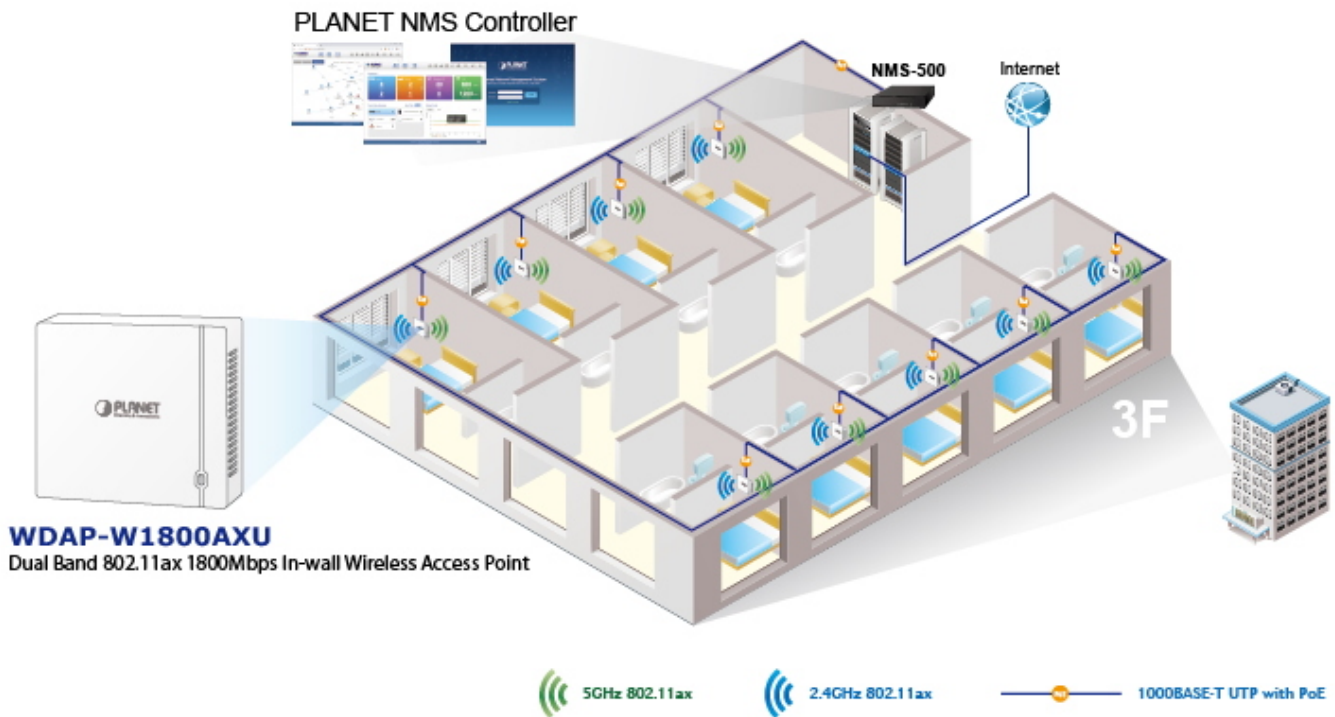 PLANET NMS Controller
NMS-500
Internet
PLANET
3F
WDAP-W1800AXU
Dual Band 802.11ax 1800Mbps In-wall Wireless Access Point
5GHz 802.11ax
2.4GHz 802.11ax
PoE
1000BASE-T UTP with PoE